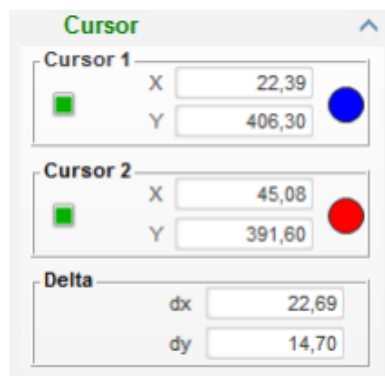 Cursor
Cursor 1
X 22,39
Y 406,30
Cursor 2
X 45,08
Y 391,60
Delta
dx 22,69
dy 14,70